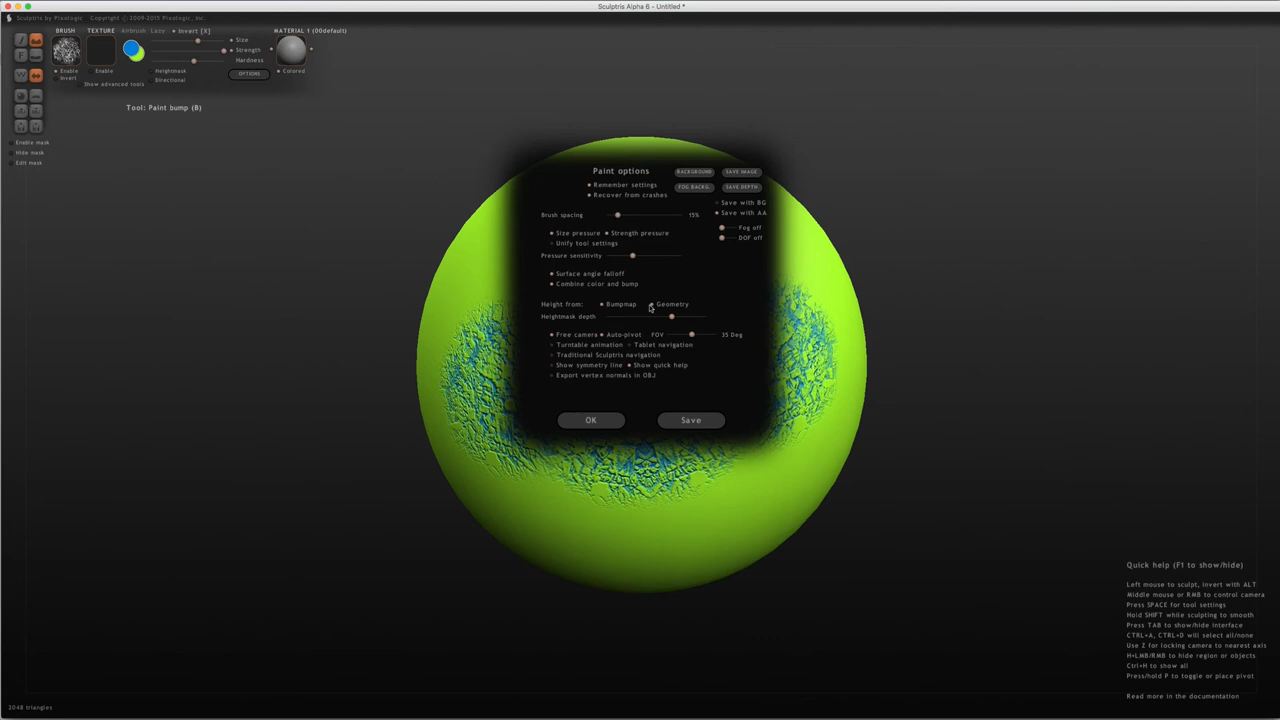 Sculptris Alpha 6 - Untitled *
Sculptris by Pixologic, Copyright ©2009-2015 Pixologic, Inc.
BRUSH
TEXTURE
Airbrush
Lazy
Invert [X]
MATERIAL 1 (00default)
Size
Strength
Hardness
Enable
Invert
Enable
Heightmask
Directional
OPTIONS
Colored
Show advanced tools
Tool: Paint bump (B)
Enable mask
Hide mask
Edit mask
Paint options
BACKGROUND
SAVE IMAGE
Remember settings
FOG BACKG.
SAVE DEPTH
Recover from crashes
Save with BG
Save with AA
Brush spacing
15%
Fog off
Size pressure
Strength pressure
DOF off
Unify tool settings
Pressure sensitivity
Surface angle falloff
Combine color and bump
Height from:
Bumpmap
Geometry
Heightmask depth
Free camera
Auto-pivot
FOV
35 Deg
Turntable animation
Tablet navigation
Traditional Sculptris navigation
Show symmetry line
Show quick help
Export vertex normals in OBJ
OK
Save
Quick help (F1 to show/hide)
Left mouse to sculpt, invert with ALT
Middle mouse or RMB to control camera
Press SPACE for tool settings
Hold SHIFT while sculpting to smooth
Press TAB to show/hide interface
CTRL+A, CTRL+D will select all/none
Use Z for locking camera to nearest axis
H+LMB/RMB to hide region or objects
Ctrl+H to show all
Press/hold P to toggle or place pivot
Read more in the documentation
2048 triangles